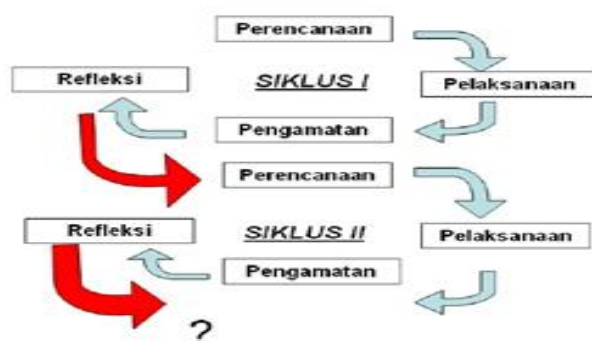 Perencanaan
Refleksi
SIKLUS I
Pelaksanaan
Pengamatan
Perencanaan
Refleksi
SIKLUS II
Pelaksanaan
Pengamatan
?